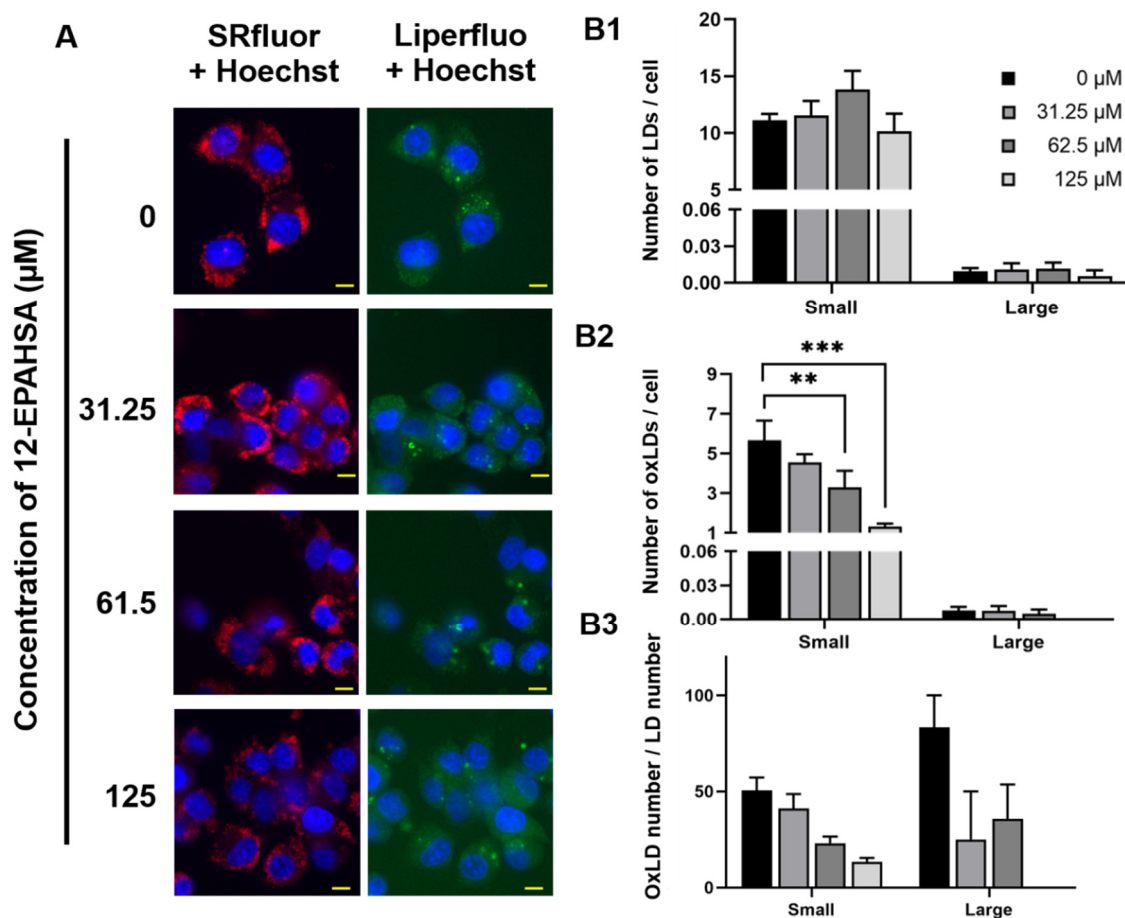 A
SRfluor
+ Hoechst
Liperfluo
+ Hoechst
Concentration of 12-EPAHSA (µM)
0
31.25
61.5
125
B1
Number of LDs / cell
20
15
10
5
0.06
0.03
0.00
Small
Large
0 µM
31.25 µM
62.5 µM
125 µM
B2
Number of oxLDs / cell
9
7
5
3
1
0.06
0.04
0.02
0.00
***
**
Small
Large
B3
OxLD number / LD number
100
50
0
Small
Large